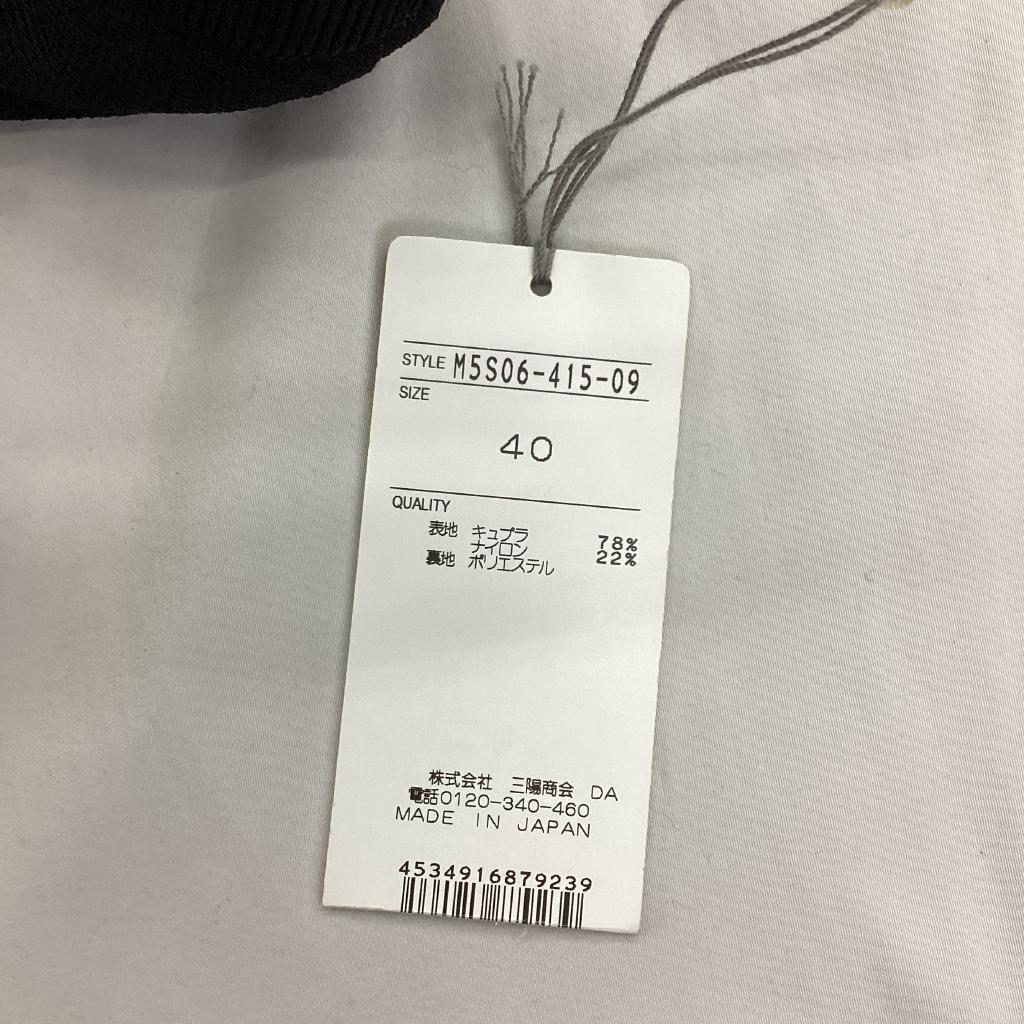 STYLE M5S06-415-09
SIZE
40
QUALITY
表地 キュプラ 78%
ナイロン 22%
裏地 ポリエステル
株式会社 三陽商会 DA
電話0120-340-460
MADE IN JAPAN
4534916879239